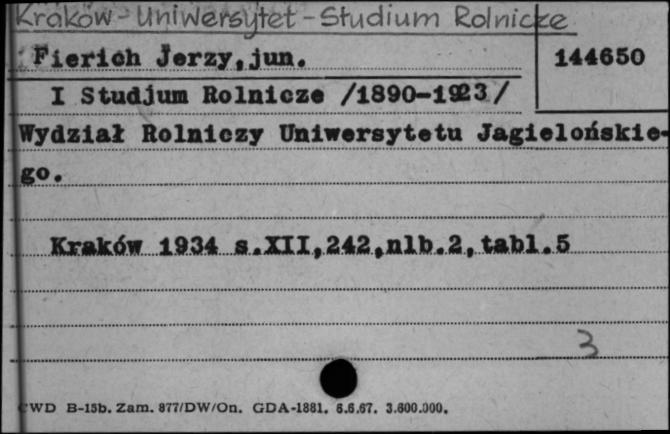 Kraków - Uniwersytet - Studium Rolnicze
Fierich Jerzy, jun. 144650
I Studjum Rolnicze /1890-1923/
Wydział Rolniczy Uniwersytetu Jagielońskie-
go.
Kraków 1934 s.XII,242,nlb.2,tabl.5
3
CWD B-15b. Zam. 877/DW/On. GDA-1881. 6.6.67. 3.600.000.